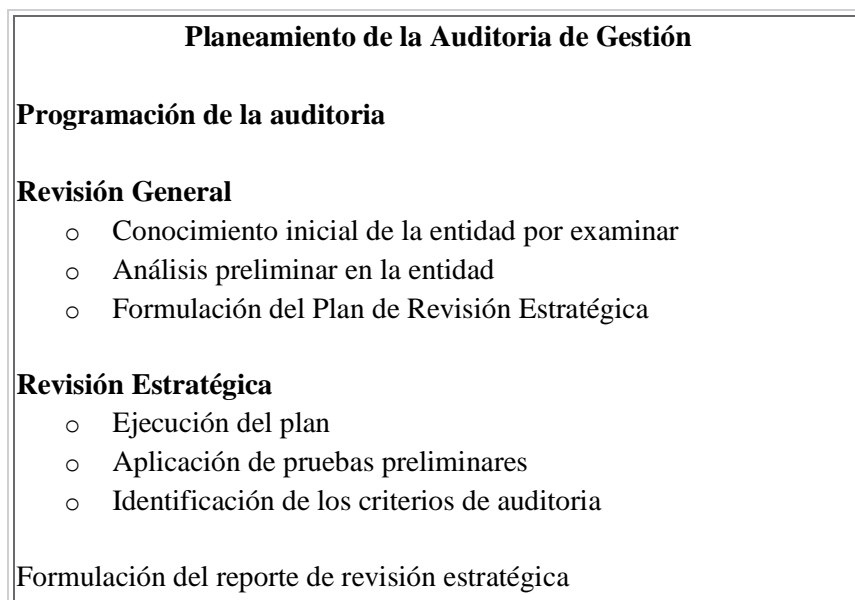 Planeamiento de la Auditoria de Gestión
Programación de la auditoria
Revisión General
o Conocimiento inicial de la entidad por examinar
o Análisis preliminar en la entidad
o Formulación del Plan de Revisión Estratégica
Revisión Estratégica
o Ejecución del plan
o Aplicación de pruebas preliminares
o Identificación de los criterios de auditoria
Formulación del reporte de revisión estratégica